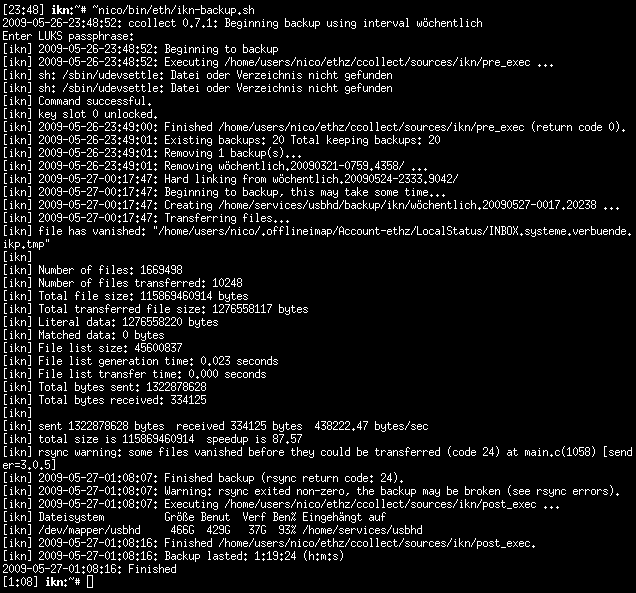 [23:48] ikn:~# ~nico/bin/eth/ikn-backup.sh
2009-05-26-23:48:52: ccollect 0.7.1: Beginning backup using interval wöchentlich
Enter LUKS passphrase:
[ikn] 2009-05-26-23:48:52: Beginning to backup
[ikn] 2009-05-26-23:48:52: Executing /home/users/nico/ethz/ccollect/sources/ikn/pre_exec ...
[ikn] sh: /sbin/udevsettle: Datei oder Verzeichnis nicht gefunden
[ikn] sh: /sbin/udevsettle: Datei oder Verzeichnis nicht gefunden
[ikn] Command successful.
[ikn] key slot 0 unlocked.
[ikn] 2009-05-26-23:49:00: Finished /home/users/nico/ethz/ccollect/sources/ikn/pre_exec (return code 0).
[ikn] 2009-05-26-23:49:01: Existing backups: 20 Total keeping backups: 20
[ikn] 2009-05-26-23:49:01: Removing 1 backup(s)...
[ikn] 2009-05-26-23:49:01: Removing wöchentlich.20090321-0759.4358/ ...
[ikn] 2009-05-27-00:17:47: Hard linking from wöchentlich.20090524-2333.9042/
[ikn] 2009-05-27-00:17:47: Beginning to backup, this may take some time...
[ikn] 2009-05-27-00:17:47: Creating /home/services/usbhd/backup/ikn/wöchentlich.20090527-0017.20238 ...
[ikn] 2009-05-27-00:17:47: Transferring files...
[ikn] file has vanished: "/home/users/nico/.offlineimap/Account-ethz/LocalStatus/INBOX.systeme.verbuende.
ikp.tmp"
[ikn]
[ikn] Number of files: 1669498
[ikn] Number of files transferred: 10248
[ikn] Total file size: 115869460914 bytes
[ikn] Total transferred file size: 1276558117 bytes
[ikn] Literal data: 1276558220 bytes
[ikn] Matched data: 0 bytes
[ikn] File list size: 45600837
[ikn] File list generation time: 0.023 seconds
[ikn] File list transfer time: 0.000 seconds
[ikn] Total bytes sent: 1322878628
[ikn] Total bytes received: 334125
[ikn]
[ikn] sent 1322878628 bytes  received 334125 bytes  438222.47 bytes/sec
[ikn] total size is 115869460914  speedup is 87.57
[ikn] rsync warning: some files vanished before they could be transferred (code 24) at main.c(1058) [send
er=3.0.5]
[ikn] 2009-05-27-01:08:07: Finished backup (rsync return code: 24).
[ikn] 2009-05-27-01:08:07: Warning: rsync exited non-zero, the backup may be broken (see rsync errors).
[ikn] 2009-05-27-01:08:07: Executing /home/users/nico/ethz/ccollect/sources/ikn/post_exec ...
[ikn] Dateisystem           Größe Benut  Verf Ben% Eingehängt auf
[ikn] /dev/mapper/usbhd      466G  429G   37G  93% /home/services/usbhd
[ikn] 2009-05-27-01:08:16: Finished /home/users/nico/ethz/ccollect/sources/ikn/post_exec.
[ikn] 2009-05-27-01:08:16: Backup lasted: 1:19:24 (h:m:s)
2009-05-27-01:08:16: Finished
[1:08] ikn:~#